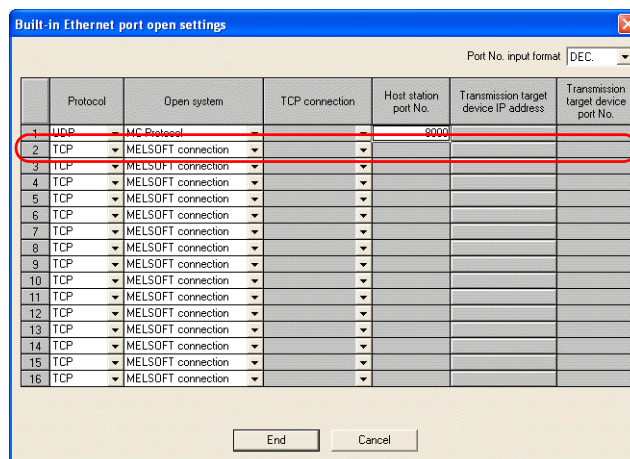 Built-in Ethernet port open settings
Port No. input format DEC.
Protocol Open system TCP connection Host station port No. Transmission target device IP address Transmission target device port No.
1 UDP MC Protocol 8000
2 TCP MELSOFT connection
3 TCP MELSOFT connection
4 TCP MELSOFT connection
5 TCP MELSOFT connection
6 TCP MELSOFT connection
7 TCP MELSOFT connection
8 TCP MELSOFT connection
9 TCP MELSOFT connection
10 TCP MELSOFT connection
11 TCP MELSOFT connection
12 TCP MELSOFT connection
13 TCP MELSOFT connection
14 TCP MELSOFT connection
15 TCP MELSOFT connection
16 TCP MELSOFT connection
End Cancel